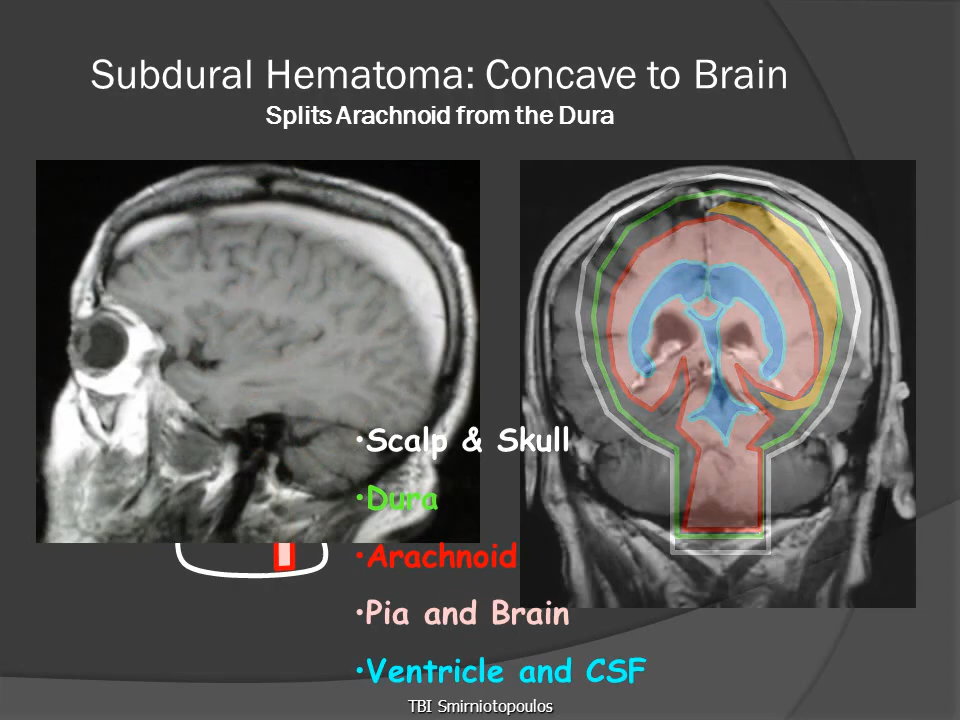 Subdural Hematoma: Concave to Brain
Splits Arachnoid from the Dura
•Scalp & Skull
•Dura
•Arachnoid
•Pia and Brain
•Ventricle and CSF
TBI Smirniotopoulos